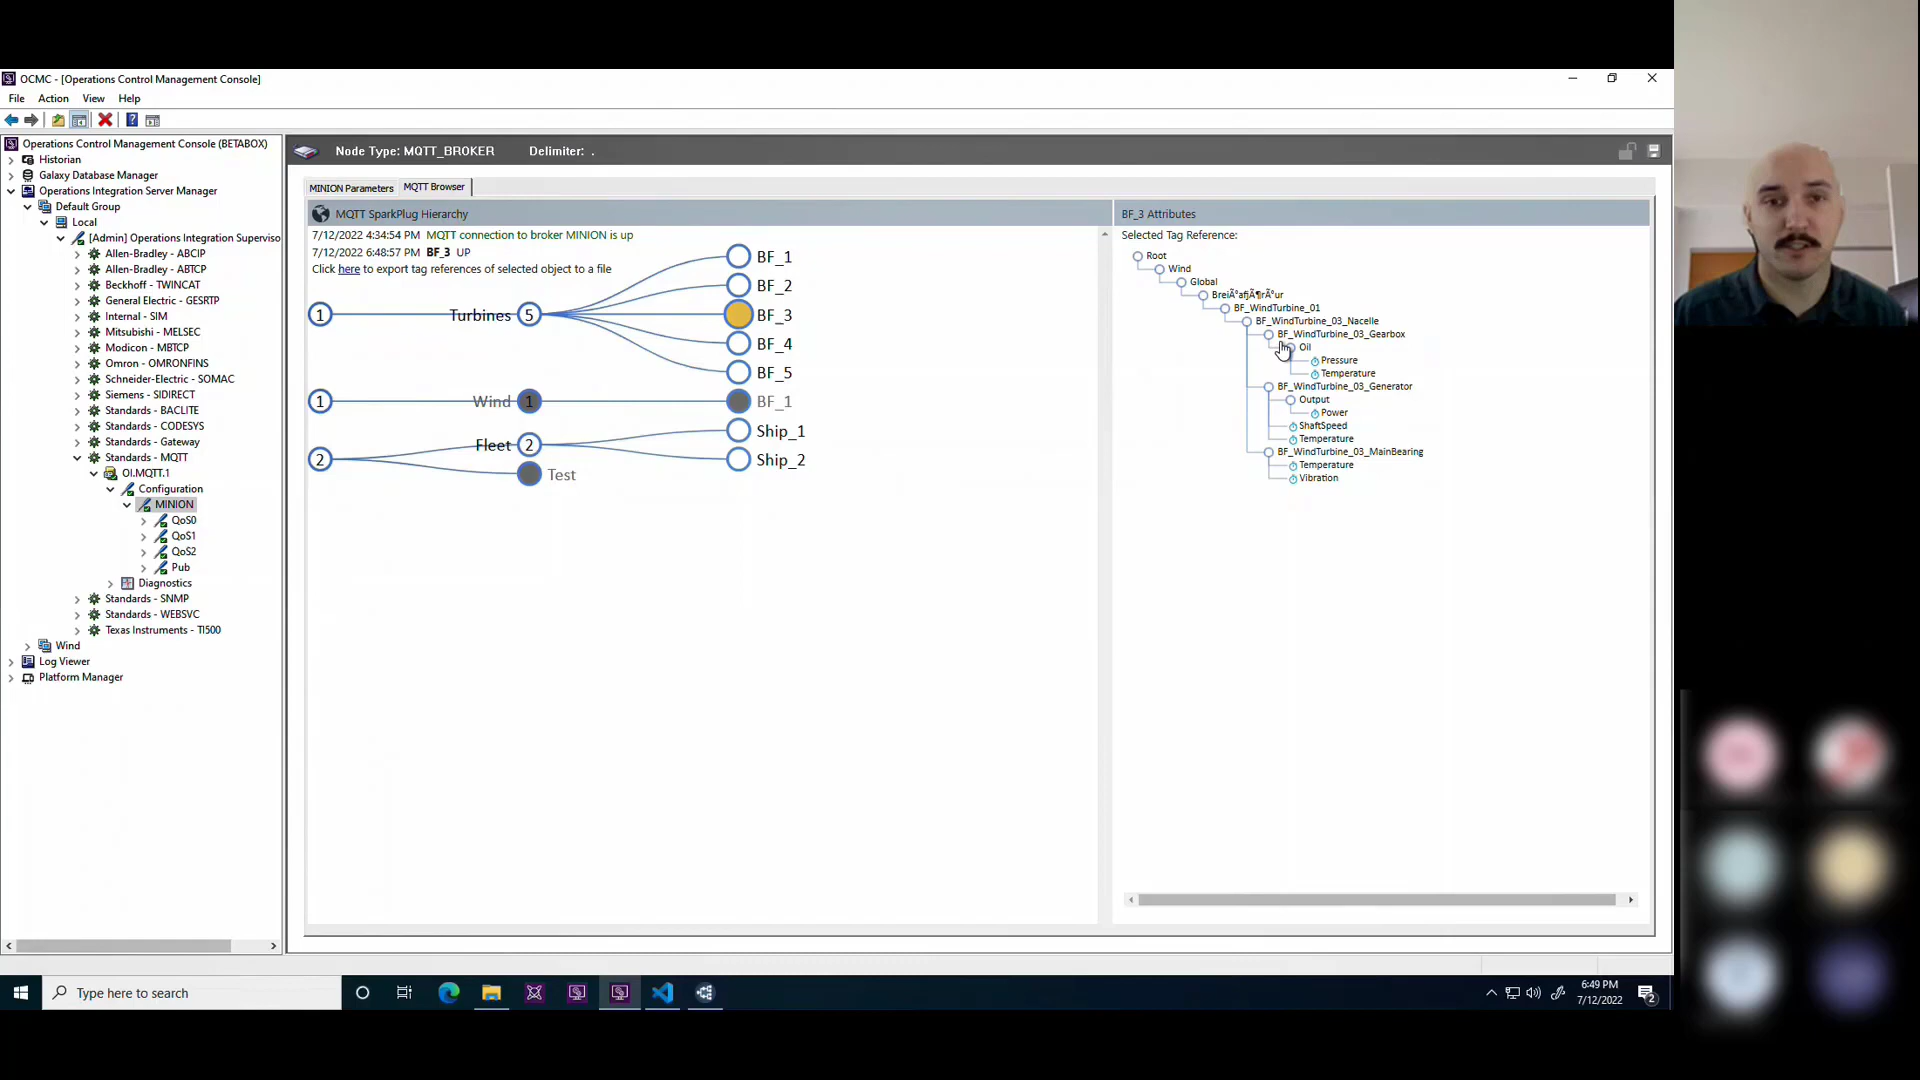 OCMC - [Operations Control Management Console]
File Action View Help
Operations Control Management Console (BETABOX)
Historian
Galaxy Database Manager
Operations Integration Server Manager
Default Group
Local
[Admin] Operations Integration Superviso
Allen-Bradley - ABCIP
Allen-Bradley - ABTCP
Beckhoff - TWINCAT
General Electric - GESRTP
Internal - SIM
Mitsubishi - MELSEC
Modicon - MBTCP
Omron - OMRONFINS
Schneider-Electric - SOMAC
Siemens - SIDIRECT
Standards - BACLITE
Standards - CODESYS
Standards - Gateway
Standards - MQTT
OI.MQTT.1
Configuration
MINION
QoS0
QoS1
QoS2
Pub
Diagnostics
Standards - SNMP
Standards - WEBSVC
Texas Instruments - TI500
Wind
Log Viewer
Platform Manager
Node Type: MQTT_BROKER Delimiter: .
MINION Parameters MQTT Browser
MQTT SparkPlug Hierarchy
7/12/2022 4:34:54 PM MQTT connection to broker MINION is up
7/12/2022 6:48:57 PM BF_3 UP
Click here to export tag references of selected object to a file
BF_1
BF_2
1 Turbines 5 BF_3
BF_4
BF_5
1 Wind 1 BF_1
Ship_1
Fleet 2
2 Ship_2
Test
BF_3 Attributes
Selected Tag Reference:
Root
Wind
Global
BreiÃ°afjÃ¶rÃ°ur
BF_WindTurbine_01
BF_WindTurbine_03_Nacelle
BF_WindTurbine_03_Gearbox
Oil
Pressure
Temperature
BF_WindTurbine_03_Generator
Output
Power
ShaftSpeed
Temperature
BF_WindTurbine_03_MainBearing
Temperature
Vibration
Type here to search
6:49 PM
7/12/2022
2